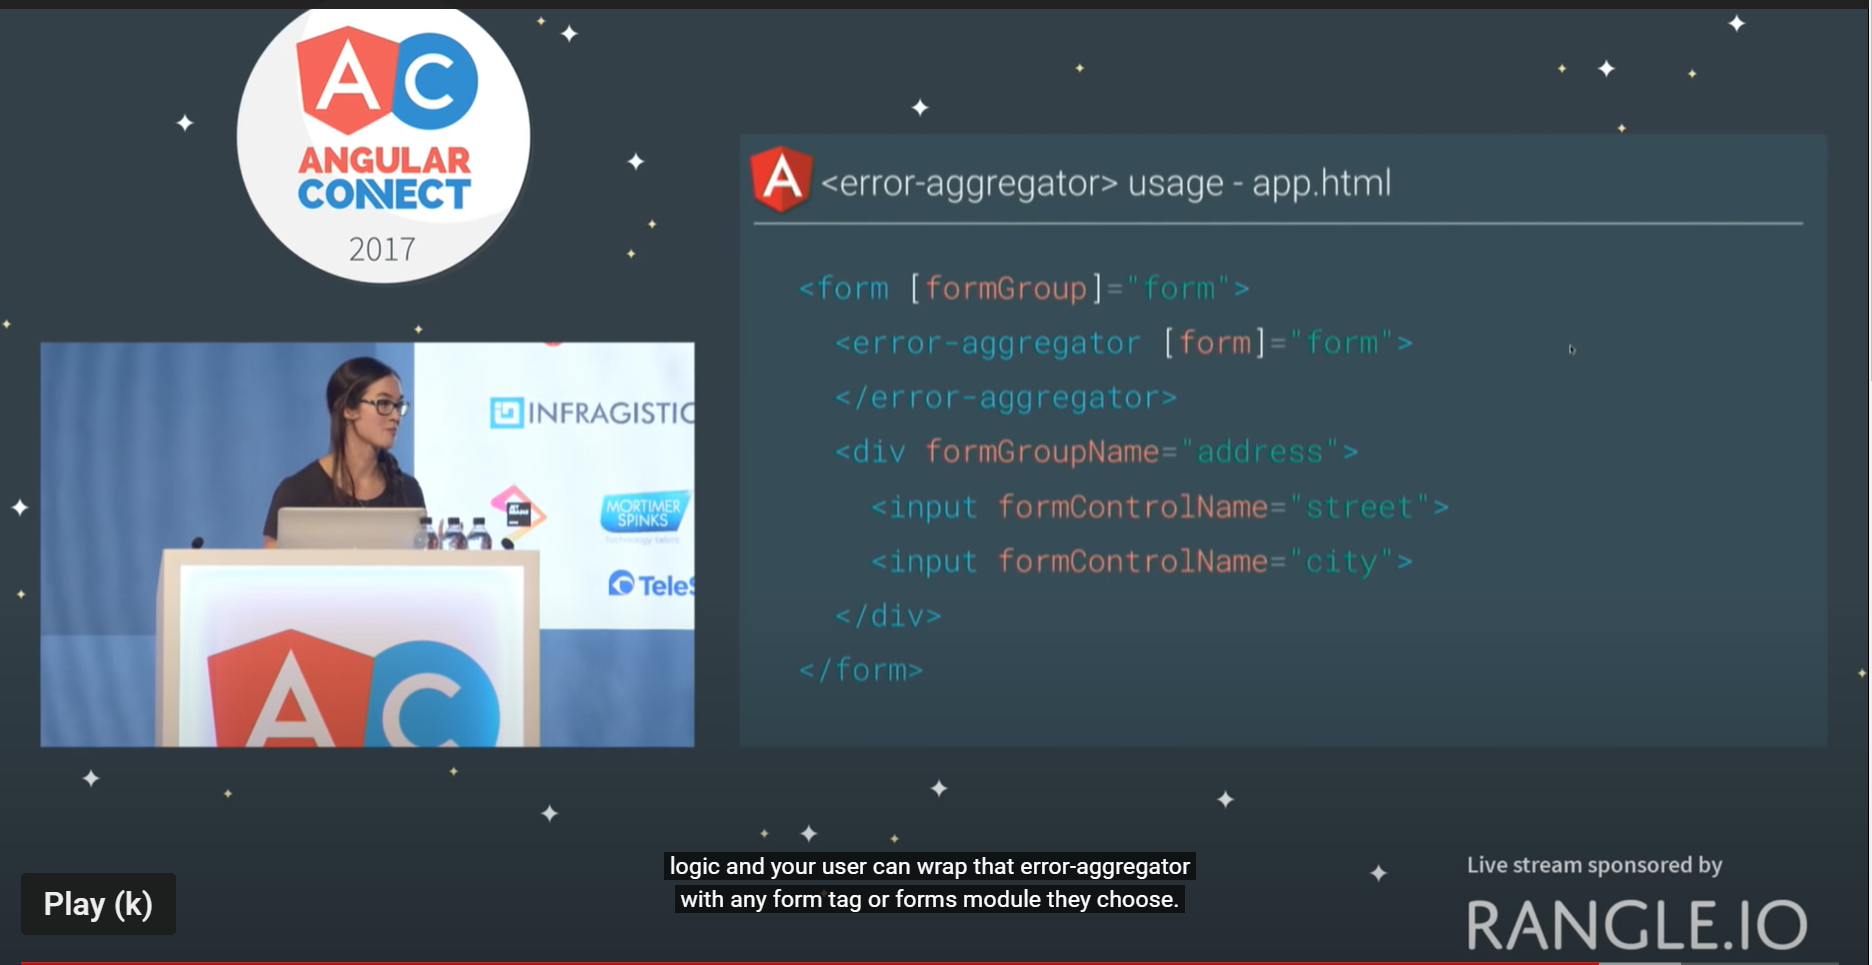 AC
ANGULAR
CONNECT
2017
<error-aggregator> usage - app.html
<form [formGroup]="form">
<error-aggregator [form]="form">
</error-aggregator>
<div formGroupName="address">
<input formControlName="street">
<input formControlName="city">
</div>
</form>
INFRAGISTIC
MORTIMER
SPINKS
technology talent
TeleS
AC
logic and your user can wrap that error-aggregator
with any form tag or forms module they choose.
Play (k)
Live stream sponsored by
RANGLE.IO